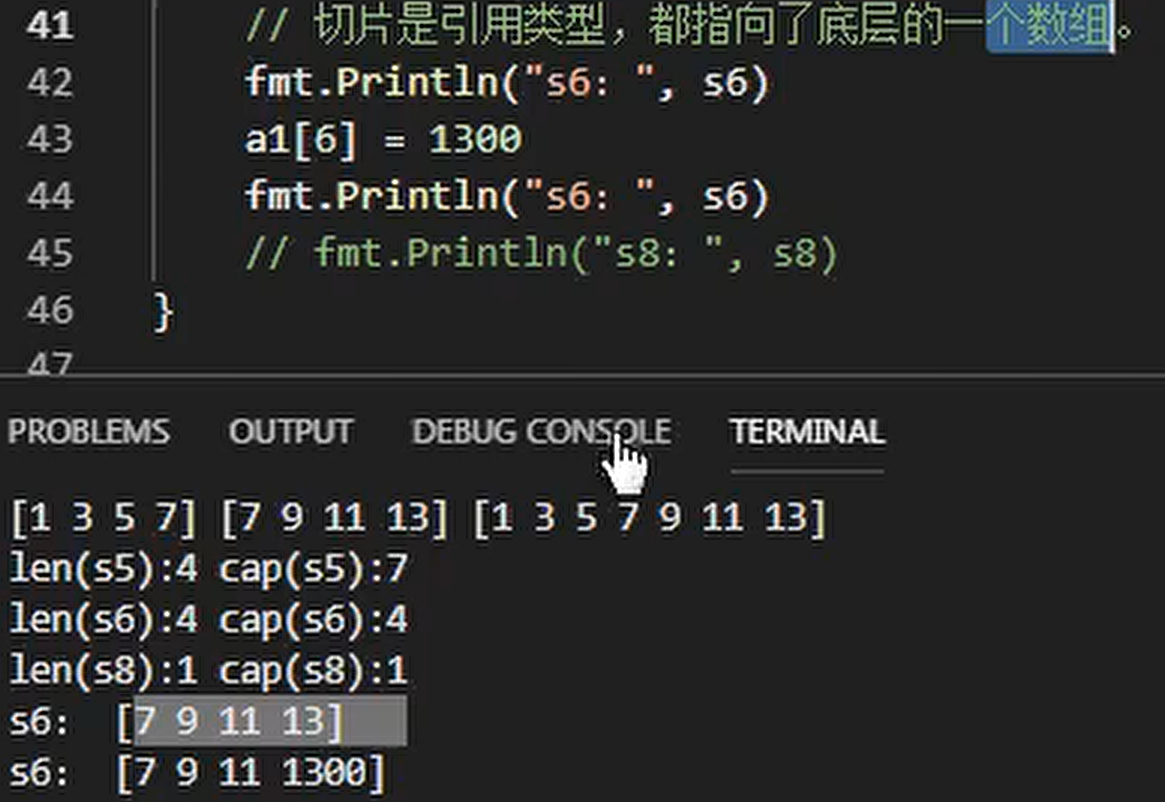 41 // 切片是引用类型，都指向了底层的一个数组。
42 fmt.Println("s6: ", s6)
43 a1[6] = 1300
44 fmt.Println("s6: ", s6)
45 // fmt.Println("s8: ", s8)
46 }
47
PROBLEMS OUTPUT DEBUG CONSOLE TERMINAL
[1 3 5 7] [7 9 11 13] [1 3 5 7 9 11 13]
len(s5):4 cap(s5):7
len(s6):4 cap(s6):4
len(s8):1 cap(s8):1
s6:  [7 9 11 13]
s6:  [7 9 11 1300]